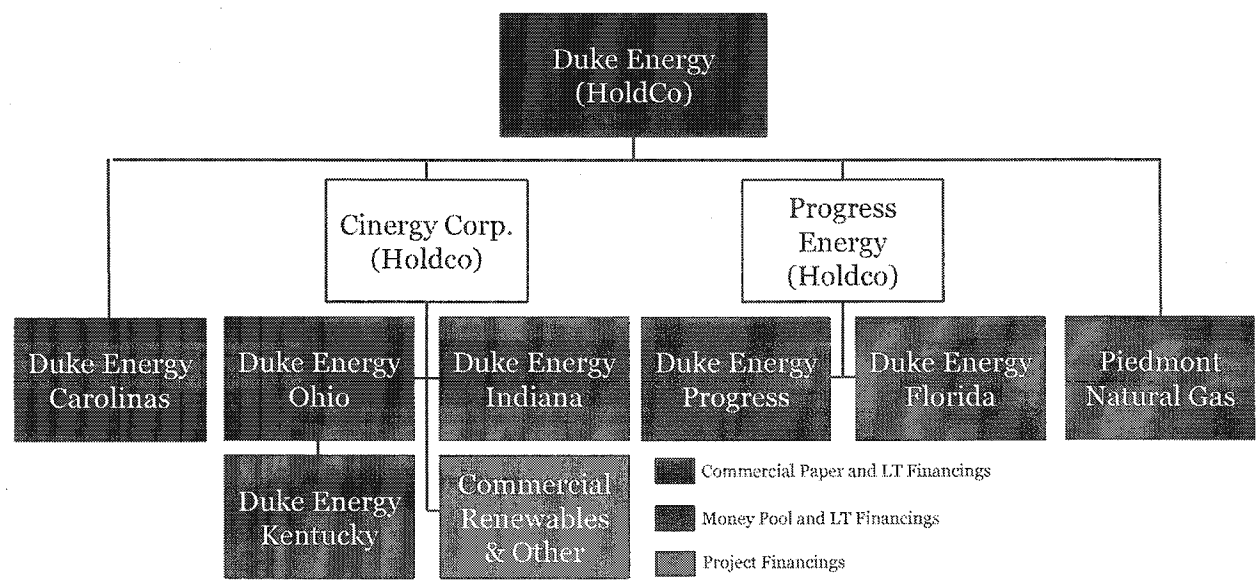 Duke Energy
(HoldCo)
Cinergy Corp.
(Holdco)
Progress
Energy
(Holdco)
Duke Energy
Carolinas
Duke Energy
Ohio
Duke Energy
Indiana
Duke Energy
Progress
Duke Energy
Florida
Piedmont
Natural Gas
Duke Energy
Kentucky
Commercial
Renewables
& Other
Commercial Paper and LT Financings
Money Pool and LT Financings
Project Financings